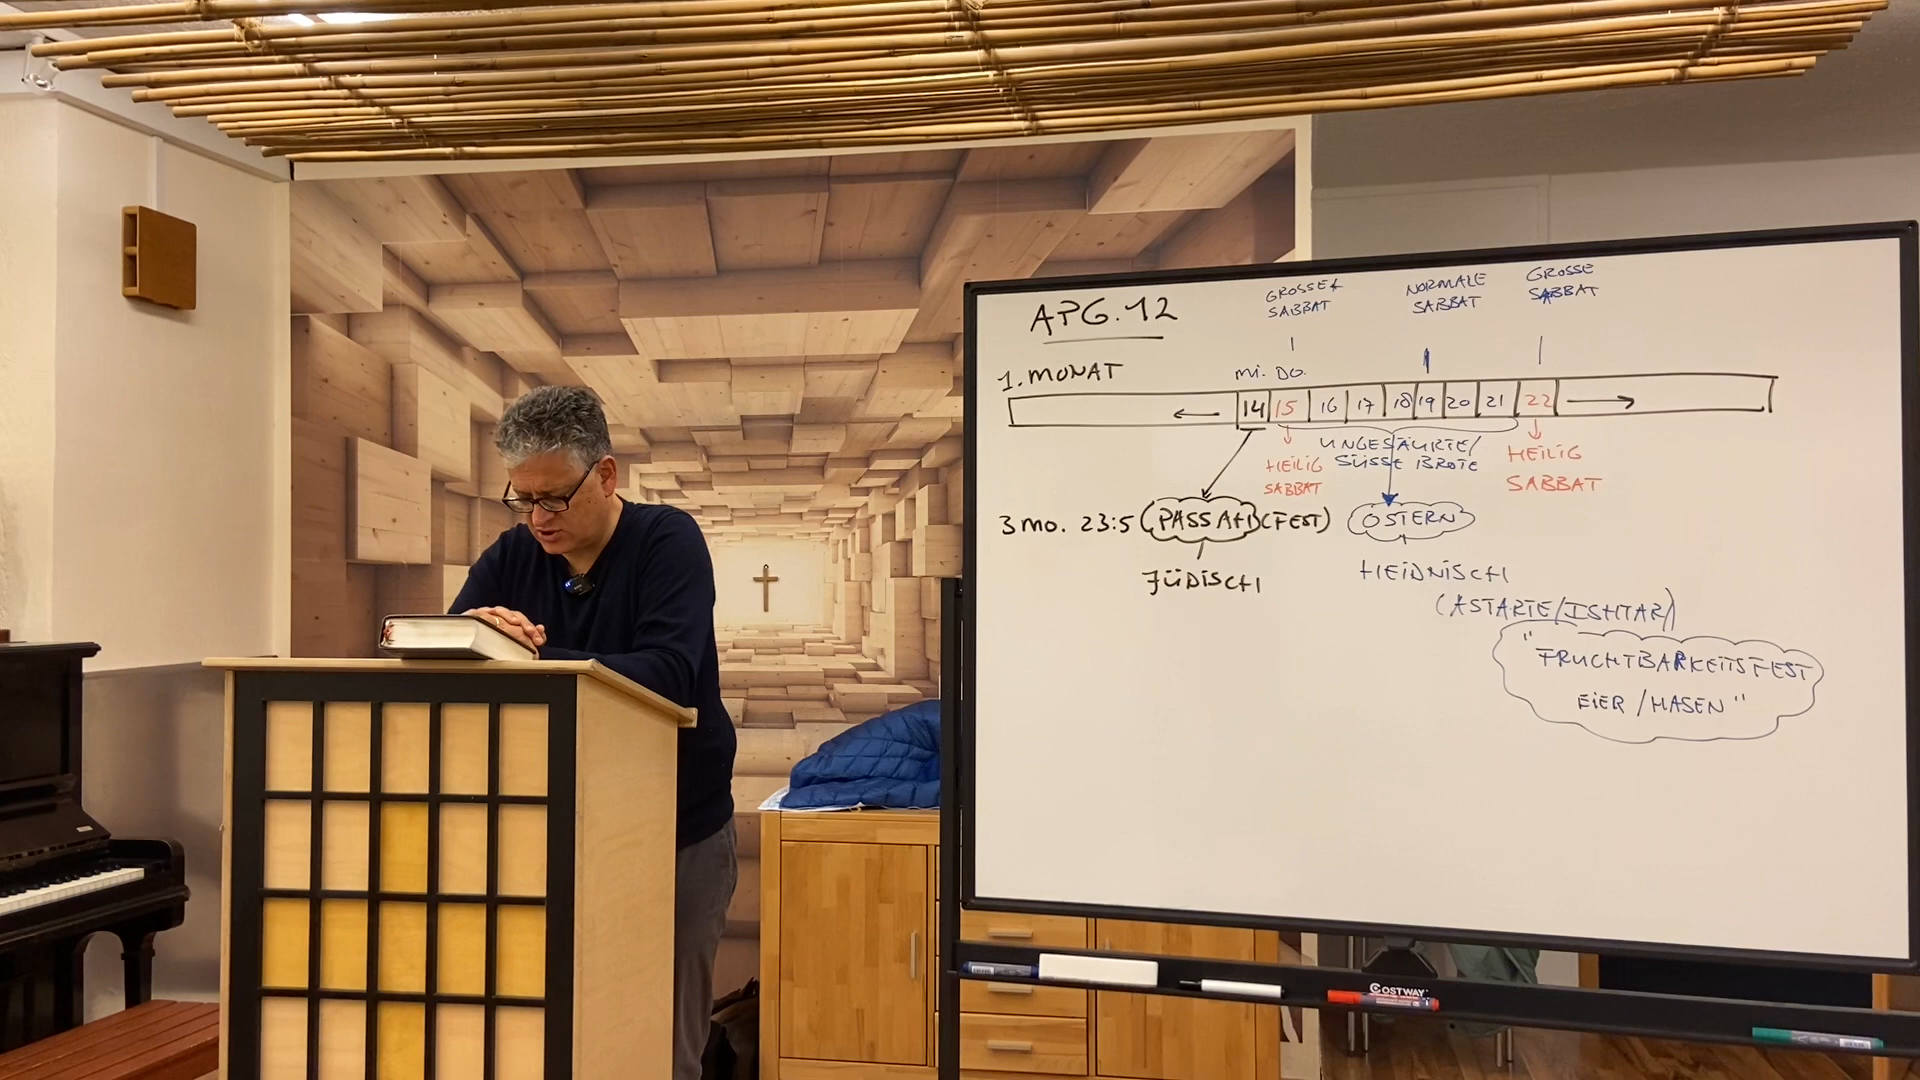 APG. 12
GROSSER
SABBAT
NORMALE
SABBAT
GROSSE
SABBAT
1. MONAT
MI. DO.
14 15 16 17 18 19 20 21 22
UNGESÄURTE/
SÜSSE BROTE
HEILIG
SABBAT
HEILIG
SABBAT
3 MO. 23:5 (PASSAH)(FEST)
OSTERN
JÜDISCH
HEIDNISCH
(ASTARTE/ISHTAR)
"FRUCHTBARKEITSFEST
EIER/HASEN"
COSTWAY